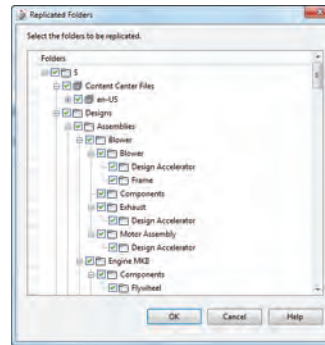 Replicated Folders
Select the folders to be replicated.
Folders
S
Content Center Files
en-US
Designs
Assemblies
Blower
Blower
Design Accelerator
Frame
Components
Exhaust
Design Accelerator
Motor Assembly
Design Accelerator
Engine MKII
Components
Flywheel
OK Cancel Help